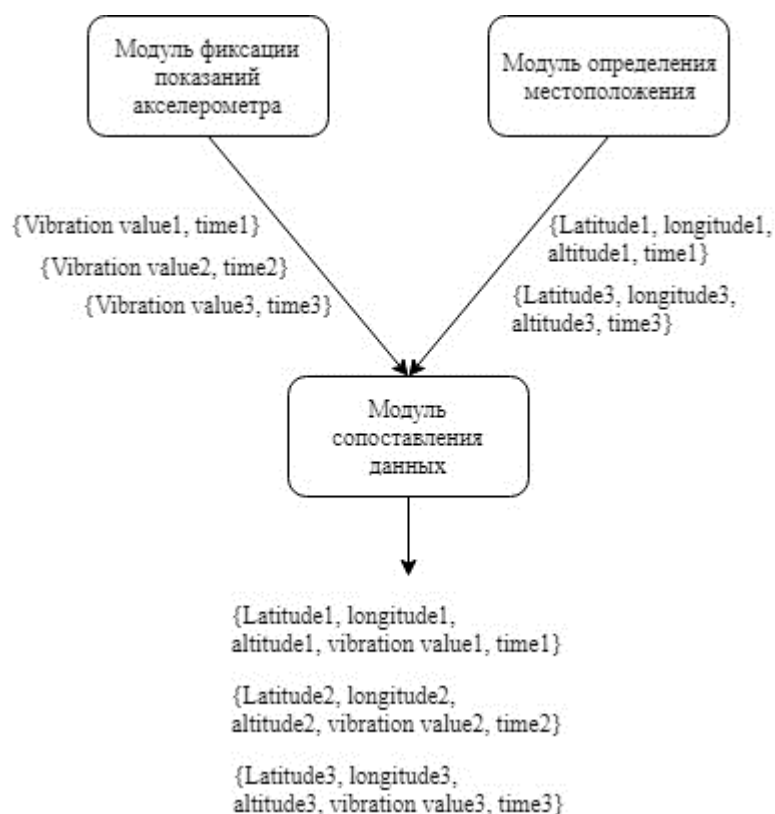 Модуль фиксации
показаний
акселерометра
Модуль определения
местоположения
{Vibration value1, time1}
{Vibration value2, time2}
{Vibration value3, time3}
{Latitude1, longitude1,
altitude1, time1}
{Latitude3, longitude3,
altitude3, time3}
Модуль
сопоставления
данных
{Latitude1, longitude1,
altitude1, vibration value1, time1}
{Latitude2, longitude2,
altitude2, vibration value2, time2}
{Latitude3, longitude3,
altitude3, vibration value3, time3}